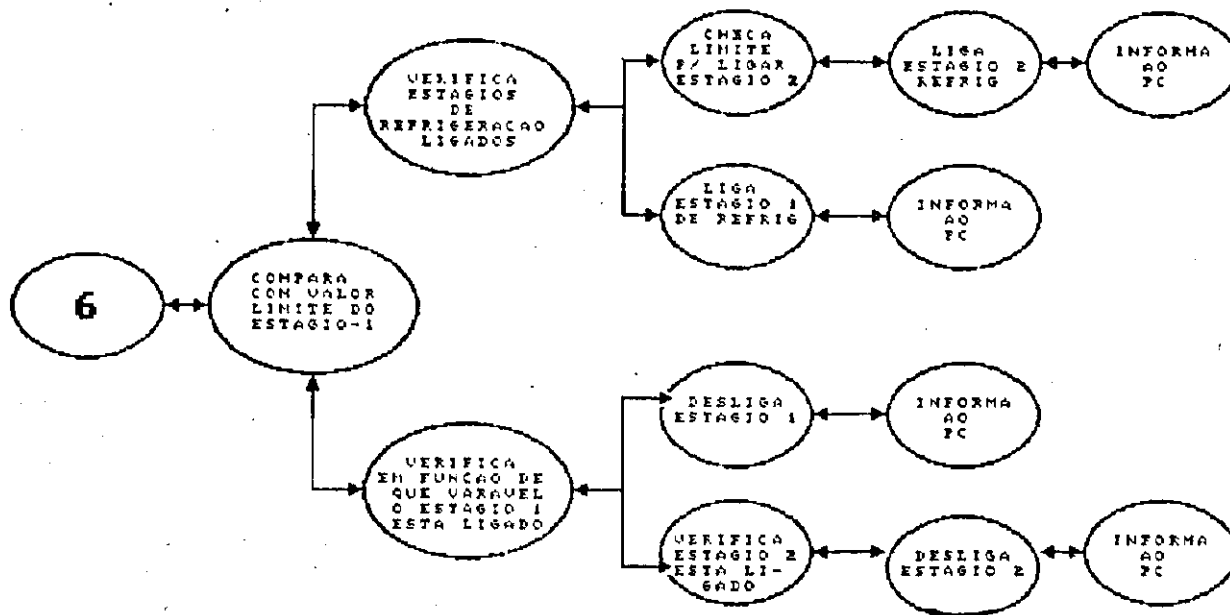 6
COMPARA
COM VALOR
LIMITE DO
ESTAGIO-1
VERIFICA
ESTAGIOS
DE
REFRIGERACAO
LIGADOS
CHECA
LIMITE
P/ LIGAR
ESTAGIO 2
LIGA
ESTAGIO 2
REFRIG
INFORMA
AO
PC
LIGA
ESTAGIO 1
DE REFRIG
INFORMA
AO
PC
VERIFICA
EM FUNCAO DE
QUE VARAVEL
O ESTAGIO 1
ESTA LIGADO
DESLIGA
ESTAGIO 1
INFORMA
AO
PC
VERIFICA
ESTAGIO 2
ESTA LI-
GADO
DESLIGA
ESTAGIO 2
INFORMA
AO
PC